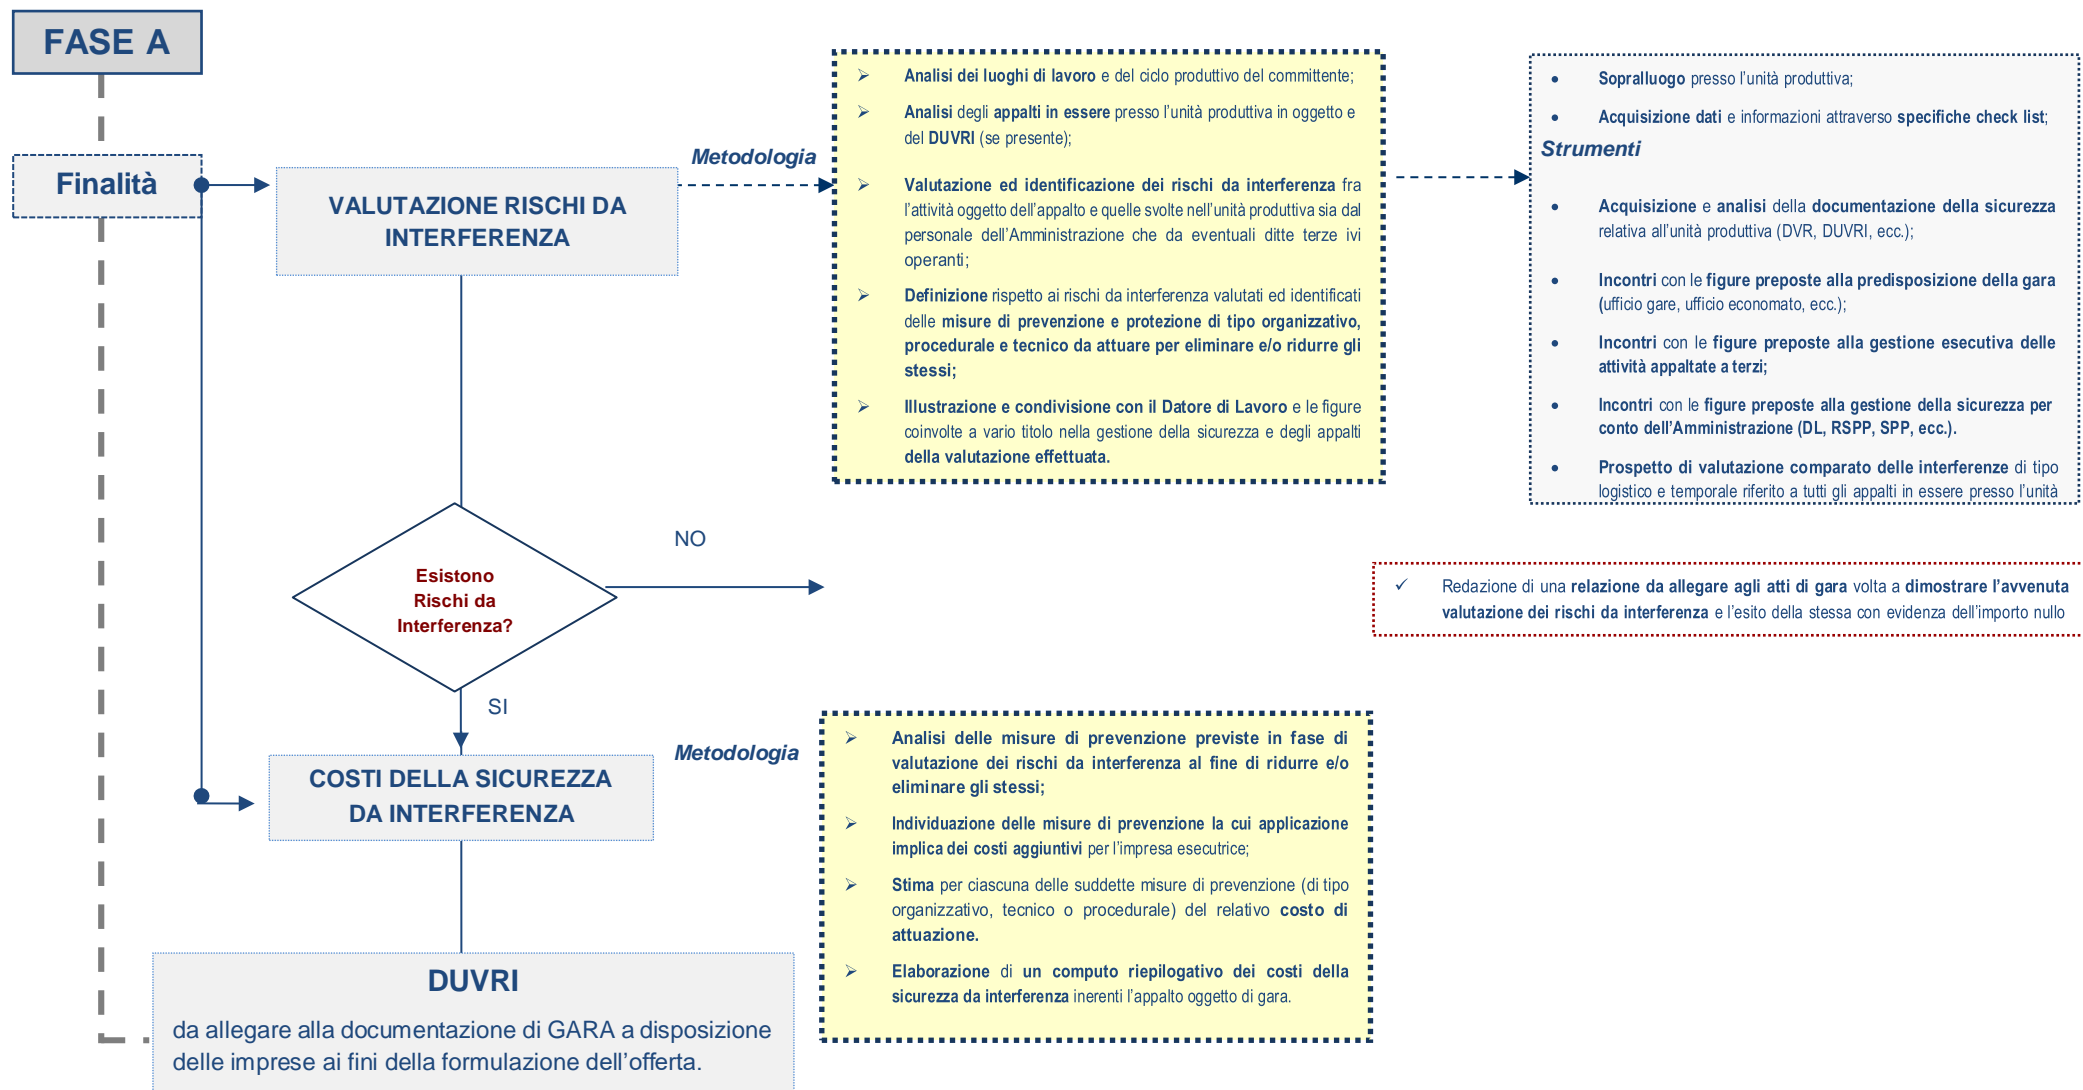 FASE A
Finalità
VALUTAZIONE RISCHI DA
INTERFERENZA
Metodologia
➢ Analisi dei luoghi di lavoro e del ciclo produttivo del committente;
➢ Analisi degli appalti in essere presso l’unità produttiva in oggetto e
del DUVRI (se presente);
➢ Valutazione ed identificazione dei rischi da interferenza fra
l’attività oggetto dell’appalto e quelle svolte nell’unità produttiva sia dal
personale dell’Amministrazione che da eventuali ditte terze ivi
operanti;
➢ Definizione rispetto ai rischi da interferenza valutati ed identificati
delle misure di prevenzione e protezione di tipo organizzativo,
procedurale e tecnico da attuare per eliminare e/o ridurre gli
stessi;
➢ Illustrazione e condivisione con il Datore di Lavoro e le figure
coinvolte a vario titolo nella gestione della sicurezza e degli appalti
della valutazione effettuata.
• Sopralluogo presso l’unità produttiva;
• Acquisizione dati e informazioni attraverso specifiche check list;
Strumenti
• Acquisizione e analisi della documentazione della sicurezza
relativa all’unità produttiva (DVR, DUVRI, ecc.);
• Incontri con le figure preposte alla predisposizione della gara
(ufficio gare, ufficio economato, ecc.);
• Incontri con le figure preposte alla gestione esecutiva delle
attività appaltate a terzi;
• Incontri con le figure preposte alla gestione della sicurezza per
conto dell’Amministrazione (DL, RSPP, SPP, ecc.).
• Prospetto di valutazione comparato delle interferenze di tipo
logistico e temporale riferito a tutti gli appalti in essere presso l’unità
Esistono
Rischi da
Interferenza?
NO
✓ Redazione di una relazione da allegare agli atti di gara volta a dimostrare l’avvenuta
valutazione dei rischi da interferenza e l’esito della stessa con evidenza dell’importo nullo
SI
COSTI DELLA SICUREZZA
DA INTERFERENZA
Metodologia
➢ Analisi delle misure di prevenzione previste in fase di
valutazione dei rischi da interferenza al fine di ridurre e/o
eliminare gli stessi;
➢ Individuazione delle misure di prevenzione la cui applicazione
implica dei costi aggiuntivi per l’impresa esecutrice;
➢ Stima per ciascuna delle suddette misure di prevenzione (di tipo
organizzativo, tecnico o procedurale) del relativo costo di
attuazione.
➢ Elaborazione di un computo riepilogativo dei costi della
sicurezza da interferenza inerenti l’appalto oggetto di gara.
DUVRI
da allegare alla documentazione di GARA a disposizione
delle imprese ai fini della formulazione dell’offerta.